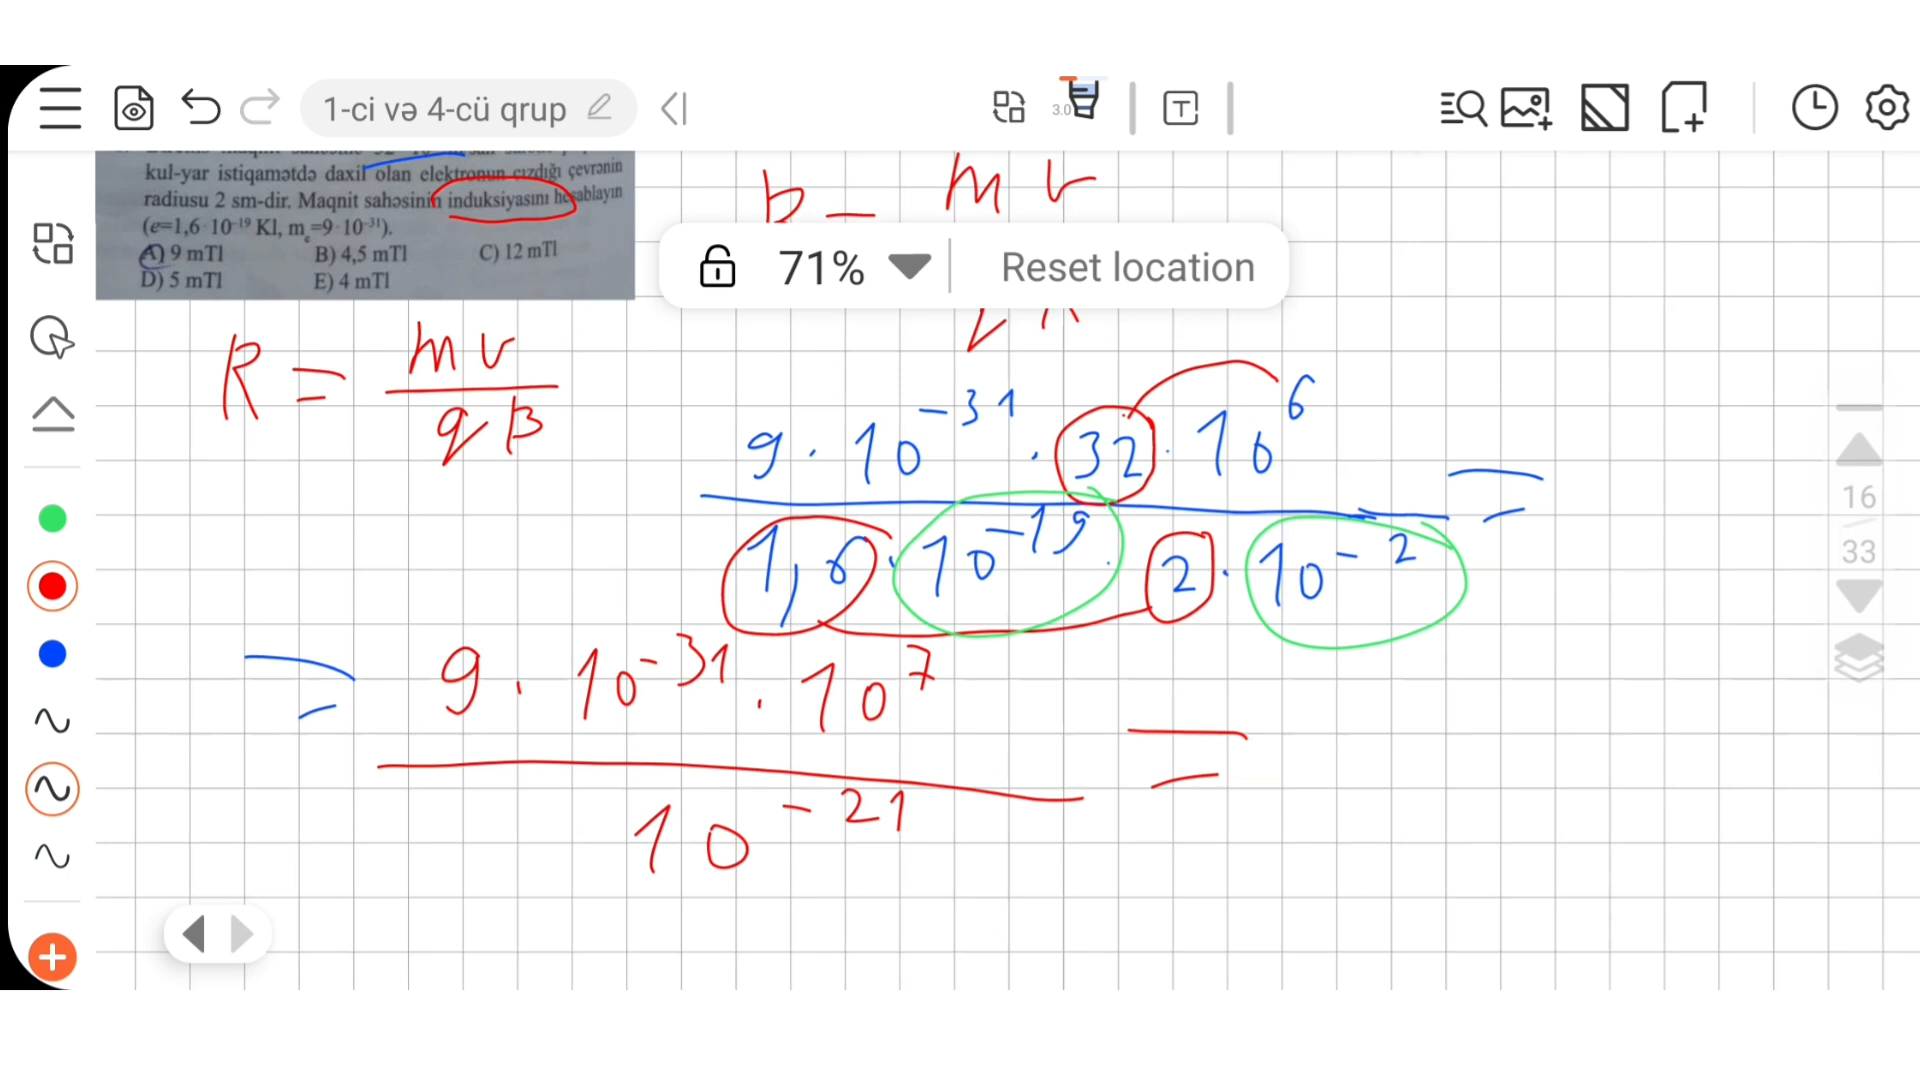 1-ci və 4-cü qrup
3.0
T
kul-yar istiqamətdə daxil olan elektronun cızdığı çevrənin
radiusu 2 sm-dir. Maqnit sahəsinin induksiyasını hesablayın
(e=1,6·10⁻¹⁹ Kl, mₑ=9·10⁻³¹).
A) 9 mTl B) 4,5 mTl C) 12 mTl
D) 5 mTl E) 4 mTl
m v
71% Reset location
R = m v / q B
9 · 10⁻³¹ · 32 · 10⁶ =
1,6 · 10⁻¹⁹ · 2 · 10⁻²
= 9 · 10⁻³¹ · 10⁷ =
10⁻²¹
16
33